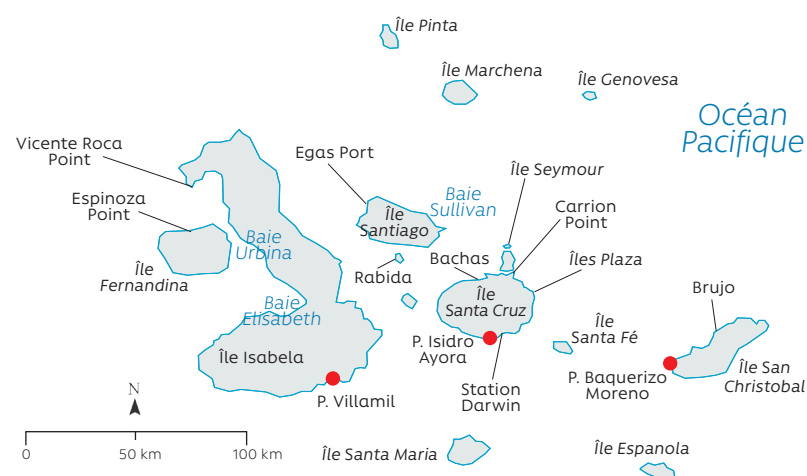 Île Pinta
Île Marchena
Île Genovesa
Océan
Pacifique
Vicente Roca
Point
Egas Port
Île Seymour
Espinoza
Point
Baie
Sullivan
Carrion
Point
Île
Santiago
Baie
Urbina
Bachas
Îles Plaza
Île
Fernandina
Rabida
Brujo
Île
Santa Cruz
Baie
Elisabeth
Île
Santa Fé
P. Isidro
Ayora
Île Isabela
Île San
Christobal
P. Baquerizo
Moreno
P. Villamil
Station
Darwin
N
Île Santa Maria
Île Espanola
0
50 km
100 km